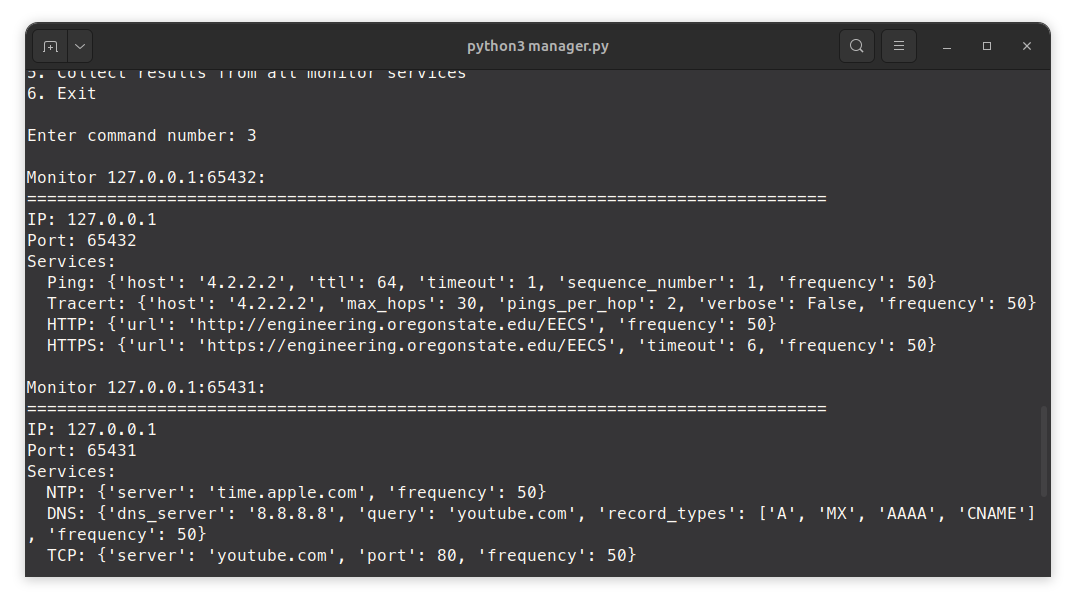 python3 manager.py
5. Collect results from all monitor services
6. Exit
Enter command number: 3
Monitor 127.0.0.1:65432:
================================================================================
IP: 127.0.0.1
Port: 65432
Services:
Ping: {'host': '4.2.2.2', 'ttl': 64, 'timeout': 1, 'sequence_number': 1, 'frequency': 50}
Tracert: {'host': '4.2.2.2', 'max_hops': 30, 'pings_per_hop': 2, 'verbose': False, 'frequency': 50}
HTTP: {'url': 'http://engineering.oregonstate.edu/EECS', 'frequency': 50}
HTTPS: {'url': 'https://engineering.oregonstate.edu/EECS', 'timeout': 6, 'frequency': 50}
Monitor 127.0.0.1:65431:
================================================================================
IP: 127.0.0.1
Port: 65431
Services:
NTP: {'server': 'time.apple.com', 'frequency': 50}
DNS: {'dns_server': '8.8.8.8', 'query': 'youtube.com', 'record_types': ['A', 'MX', 'AAAA', 'CNAME']
, 'frequency': 50}
TCP: {'server': 'youtube.com', 'port': 80, 'frequency': 50}